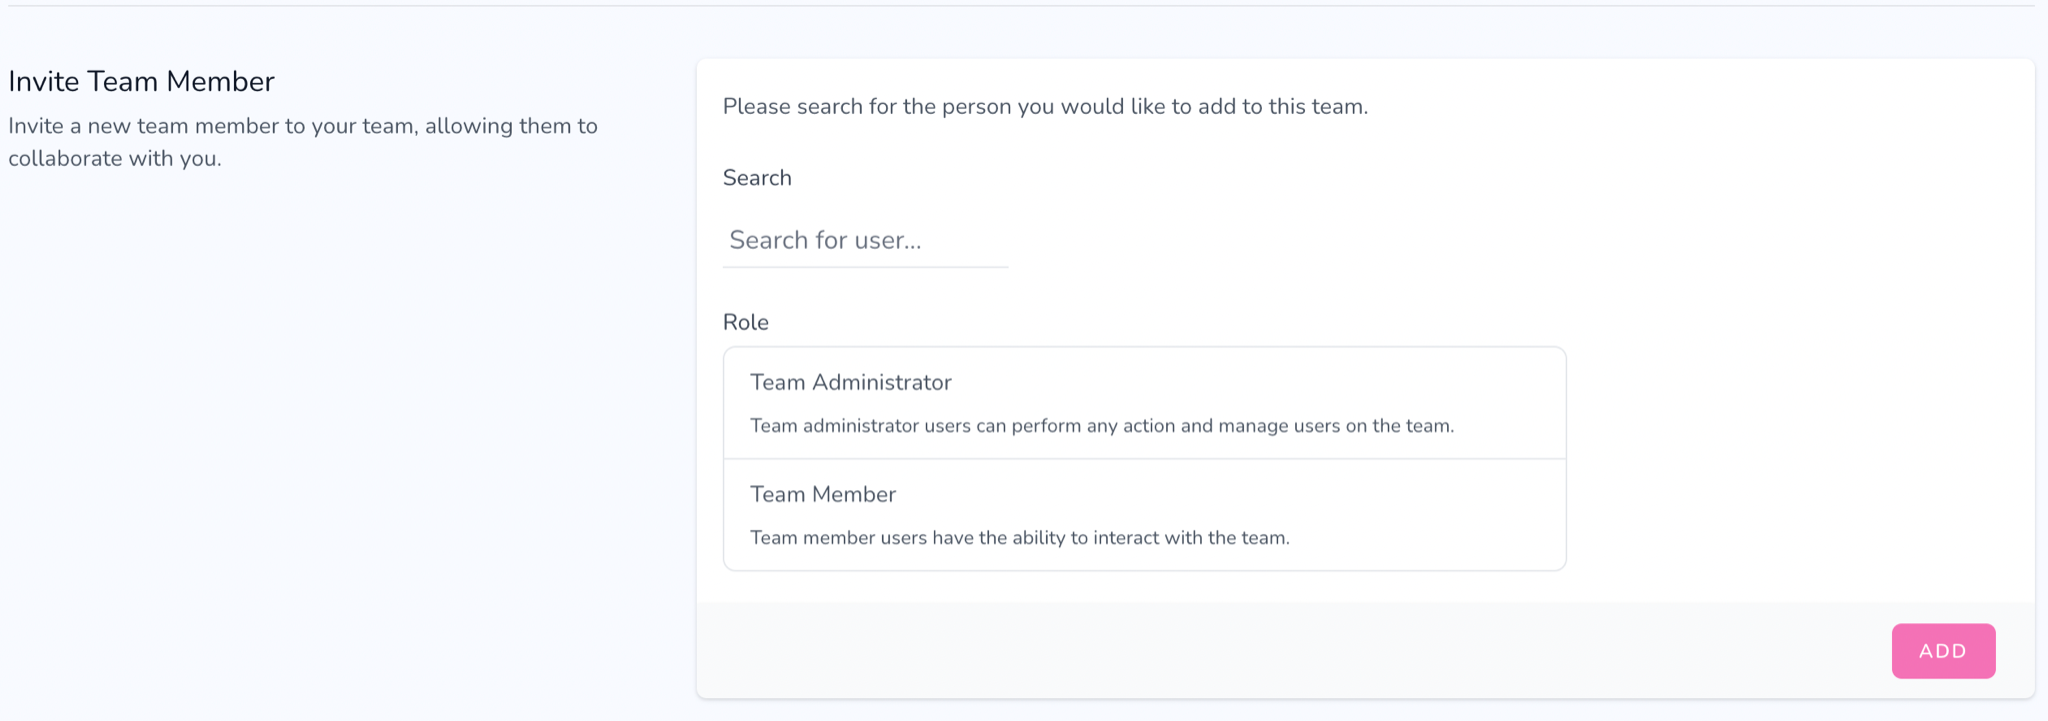 Invite Team Member
Invite a new team member to your team, allowing them to
collaborate with you.
Please search for the person you would like to add to this team.
Search
Search for user...
Role
Team Administrator
Team administrator users can perform any action and manage users on the team.
Team Member
Team member users have the ability to interact with the team.
ADD